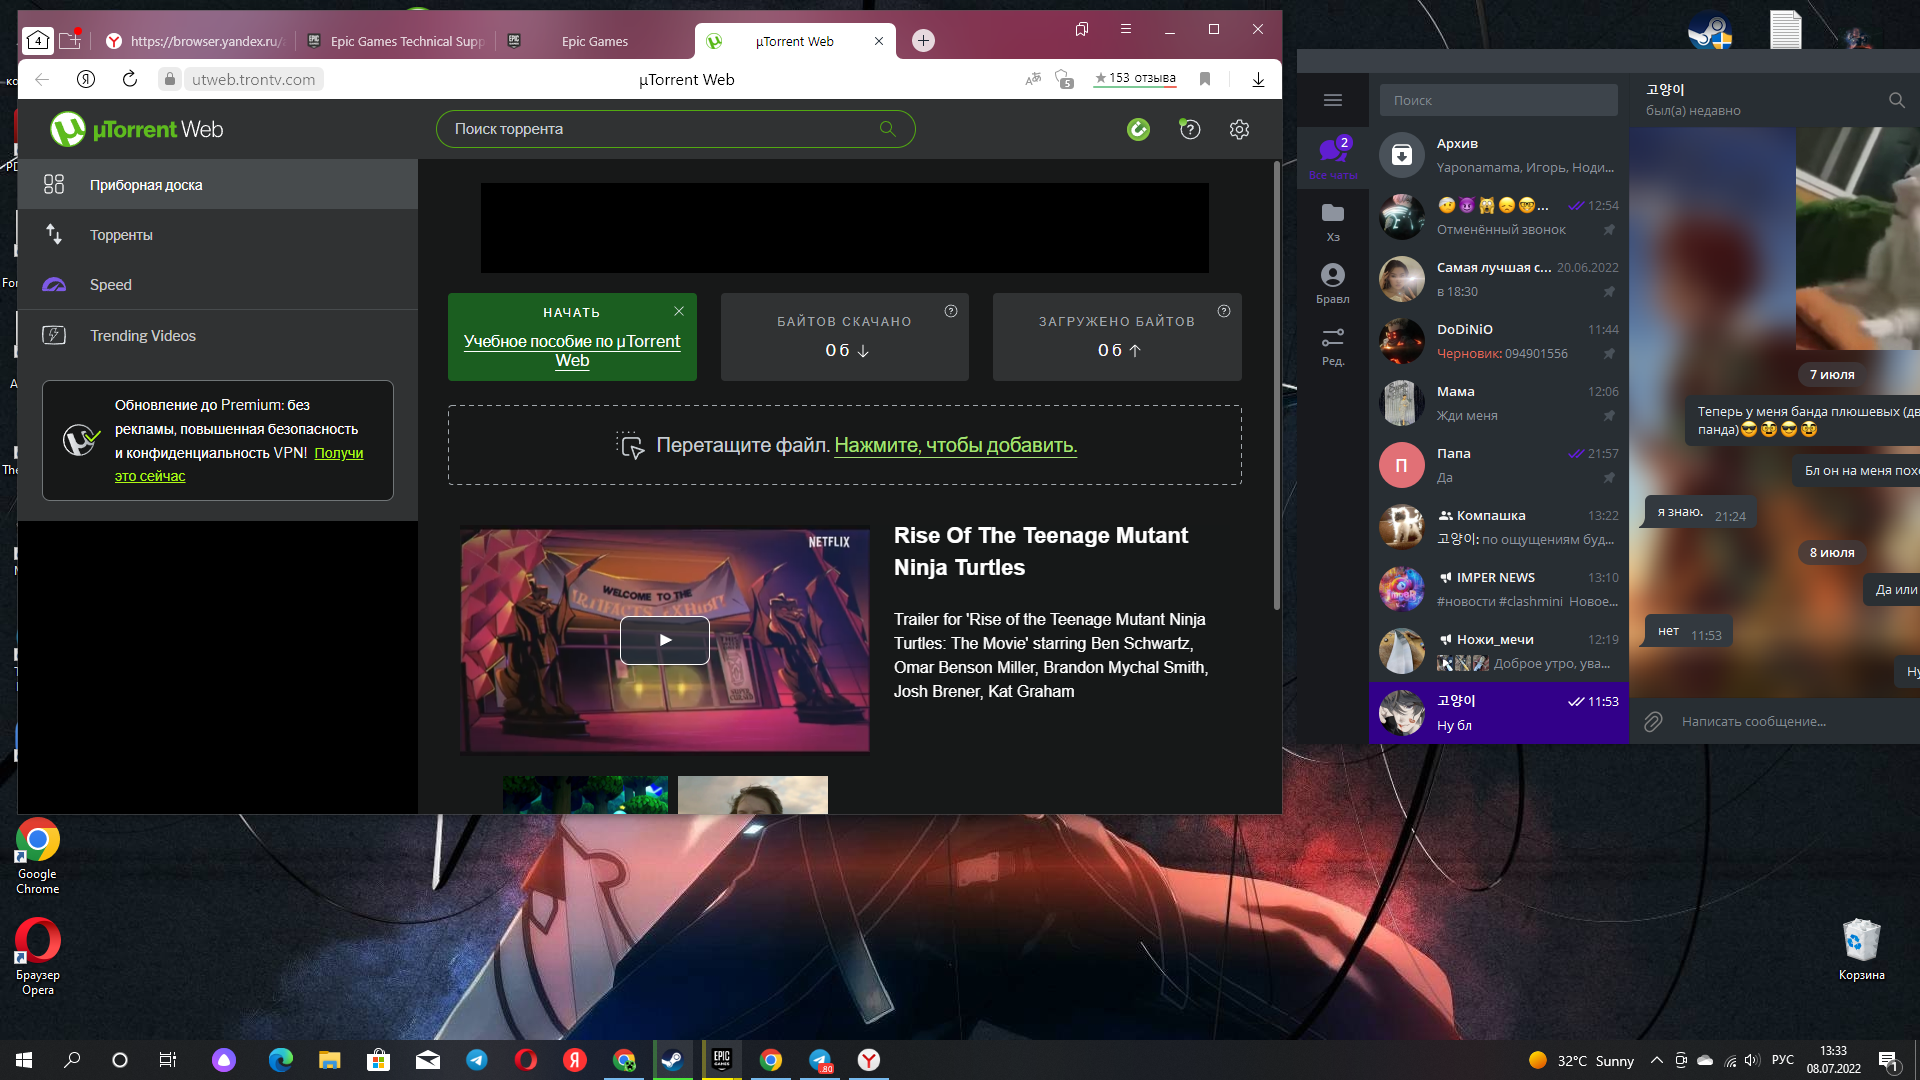 4
https://browser.yandex.ru/
Epic Games Technical Supp
Epic Games
µTorrent Web
utweb.trontv.com
µTorrent Web
5
★ 153 отзыва
µTorrent Web
Поиск торрента
Приборная доска
Торренты
Speed
Trending Videos
Обновление до Premium: без
рекламы, повышенная безопасность
и конфиденциальность VPN! Получи
это сейчас
НАЧАТЬ
Учебное пособие по µTorrent
Web
БАЙТОВ СКАЧАНО
0 б ↓
ЗАГРУЖЕНО БАЙТОВ
0 б ↑
Перетащите файл. Нажмите, чтобы добавить.
NETFLIX
WELCOME TO THE
Rise Of The Teenage Mutant
Ninja Turtles
Trailer for 'Rise of the Teenage Mutant Ninja
Turtles: The Movie' starring Ben Schwartz,
Omar Benson Miller, Brandon Mychal Smith,
Josh Brener, Kat Graham
2
Все чаты
Хз
Бравл
Ред.
Поиск
Архив
Yaponamama, Игорь, Ноди...
🤕😈🙀😞🤓... 12:54
Отменённый звонок
Самая лучшая с... 20.06.2022
в 18:30
DoDiNiO 11:44
Черновик: 094901556
Мама 12:06
Жди меня
П
Папа 21:57
Да
Компашка 13:22
고양이: по ощущениям буд...
IMPER NEWS 13:10
#новости #clashmini Новое...
Ножи_мечи 12:19
Доброе утро, ува...
고양이 11:53
Ну бл
고양이
был(а) недавно
7 июля
Теперь у меня банда плюшевых (дв
панда)😎🥸😎🥸
Бл он на меня похо
я знаю. 21:24
8 июля
Да или
нет 11:53
Ну
Написать сообщение...
Google
Chrome
Браузер
Opera
Корзина
EPIC
GAMES
80
32°C Sunny
РУС
13:33
08.07.2022
1